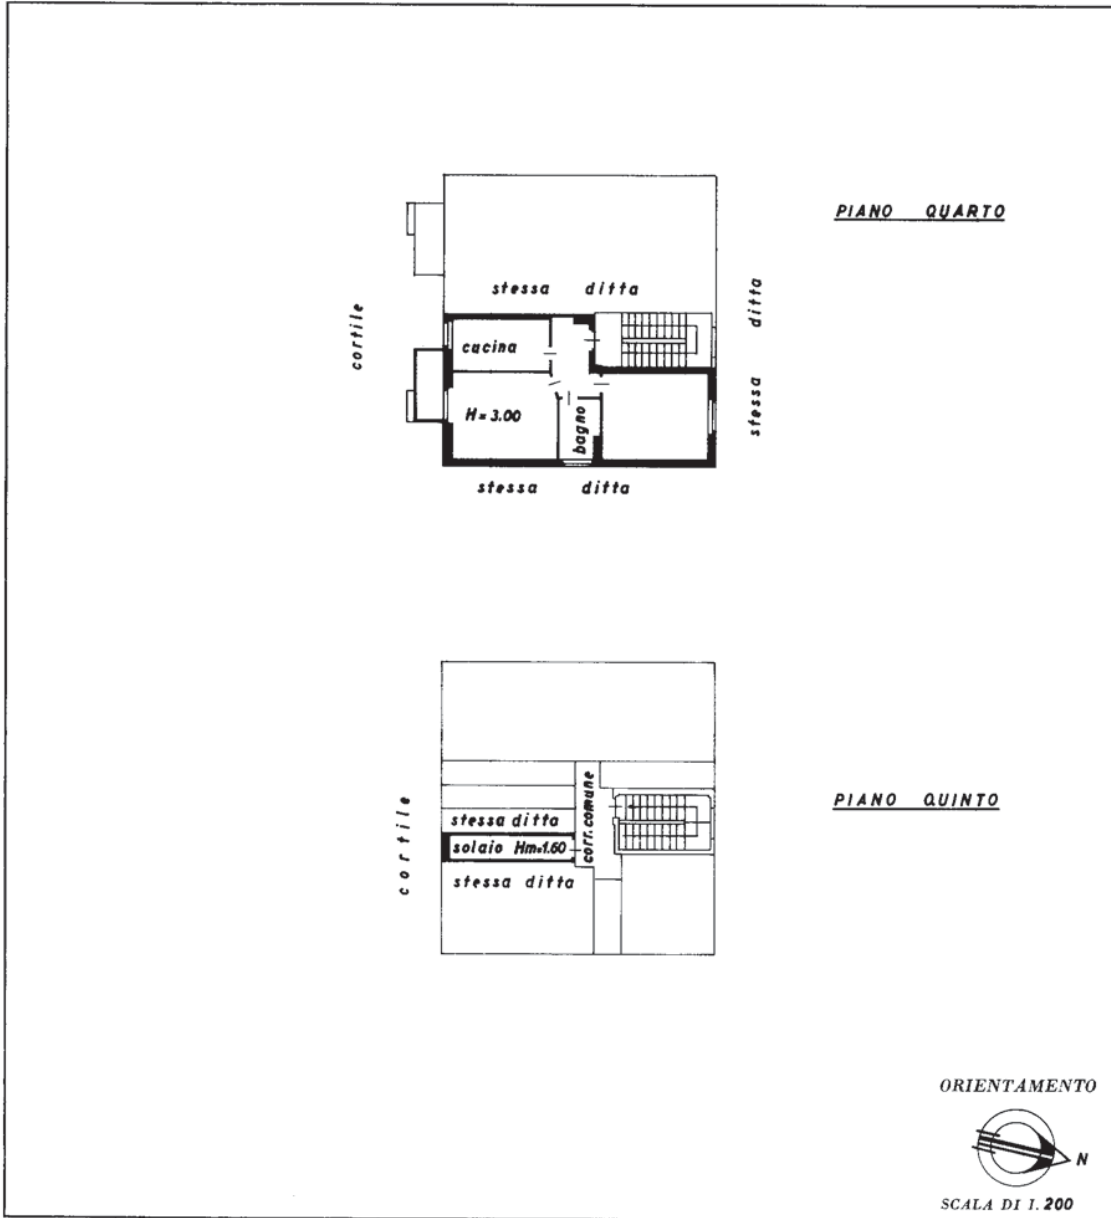 PIANO QUARTO
stessa ditta
cortile
stessa ditta
cucina
H = 3.00
bagno
stessa ditta
PIANO QUINTO
cortile
corr. comune
stessa ditta
solaio Hm=1.60
stessa ditta
ORIENTAMENTO
N
SCALA DI 1. 200